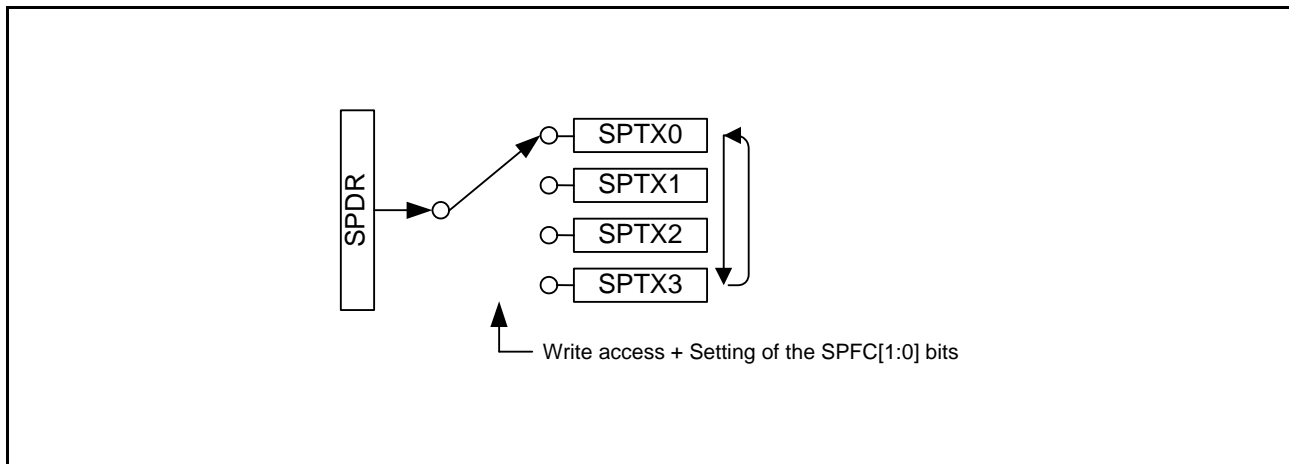 SPDR
SPTX0
SPTX1
SPTX2
SPTX3
Write access + Setting of the SPFC[1:0] bits